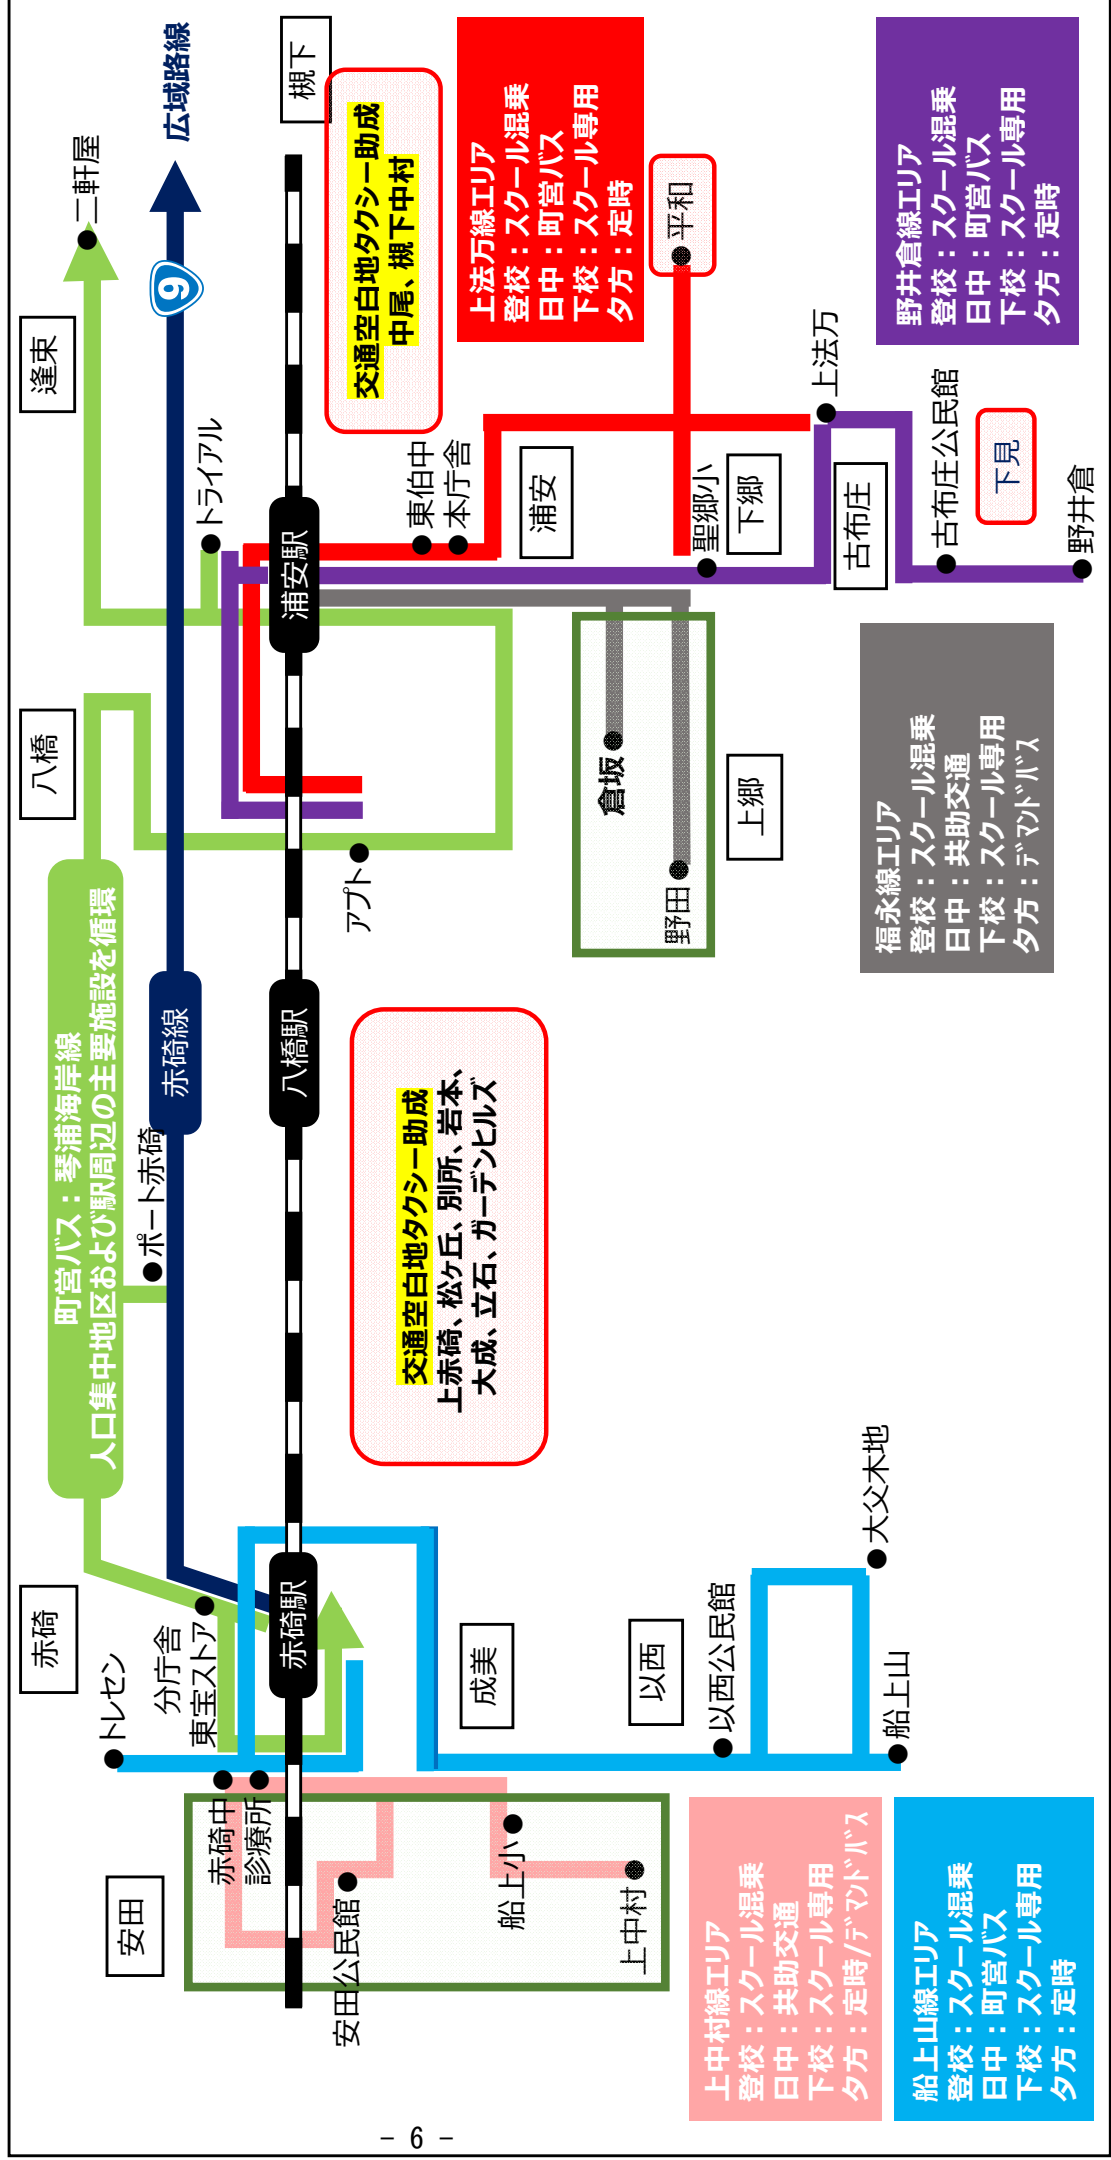 赤碕
八橋
逢束
町営バス：琴浦海岸線
人口集中地区および駅周辺の主要施設を循環
二軒屋
トレセン
ポート赤碕
分庁舎
東宝ストア
赤碕線
9
広域路線
トライアル
安田
赤碕中
診療所
赤碕駅
八橋駅
浦安駅
槻下
安田公民館
アプト
交通空白地タクシー助成
中尾、槻下中村
交通空白地タクシー助成
上赤碕、松ケ丘、別所、岩本、
大成、立石、ガーデンヒルズ
東伯中
本庁舎
成美
船上小
浦安
上法万線エリア
登校：スクール混乗
日中：町営バス
下校：スクール専用
夕方：定時
上中村
以西
倉坂
野田
聖郷小
平和
以西公民館
上郷
下郷
上法万
大父木地
船上山
古布庄
古布庄公民館
下見
野井倉
上中村線エリア
登校：スクール混乗
日中：共助交通
下校：スクール専用
夕方：定時/ﾃﾞﾏﾝﾄﾞﾊﾞｽ
福永線エリア
登校：スクール混乗
日中：共助交通
下校：スクール専用
夕方：ﾃﾞﾏﾝﾄﾞﾊﾞｽ
野井倉線エリア
登校：スクール混乗
日中：町営バス
下校：スクール専用
夕方：定時
船上山線エリア
登校：スクール混乗
日中：町営バス
下校：スクール専用
夕方：定時
- 6 -